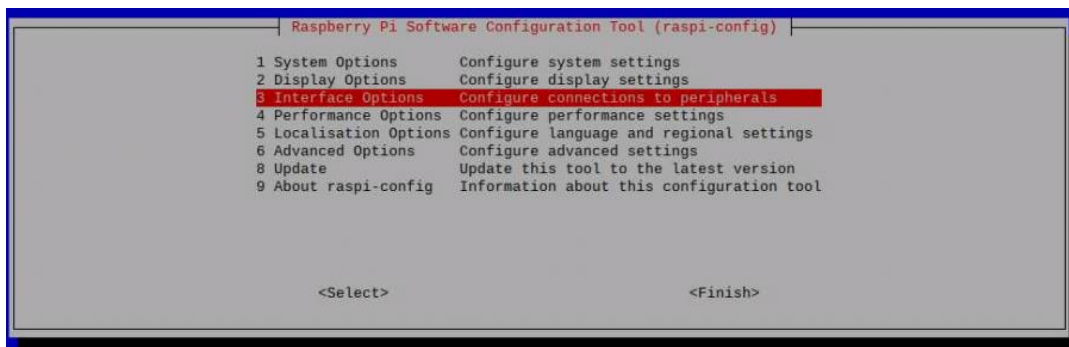 Raspberry Pi Software Configuration Tool (raspi-config)
1 System Options Configure system settings
2 Display Options Configure display settings
3 Interface Options Configure connections to peripherals
4 Performance Options Configure performance settings
5 Localisation Options Configure language and regional settings
6 Advanced Options Configure advanced settings
8 Update Update this tool to the latest version
9 About raspi-config Information about this configuration tool
<Select> <Finish>